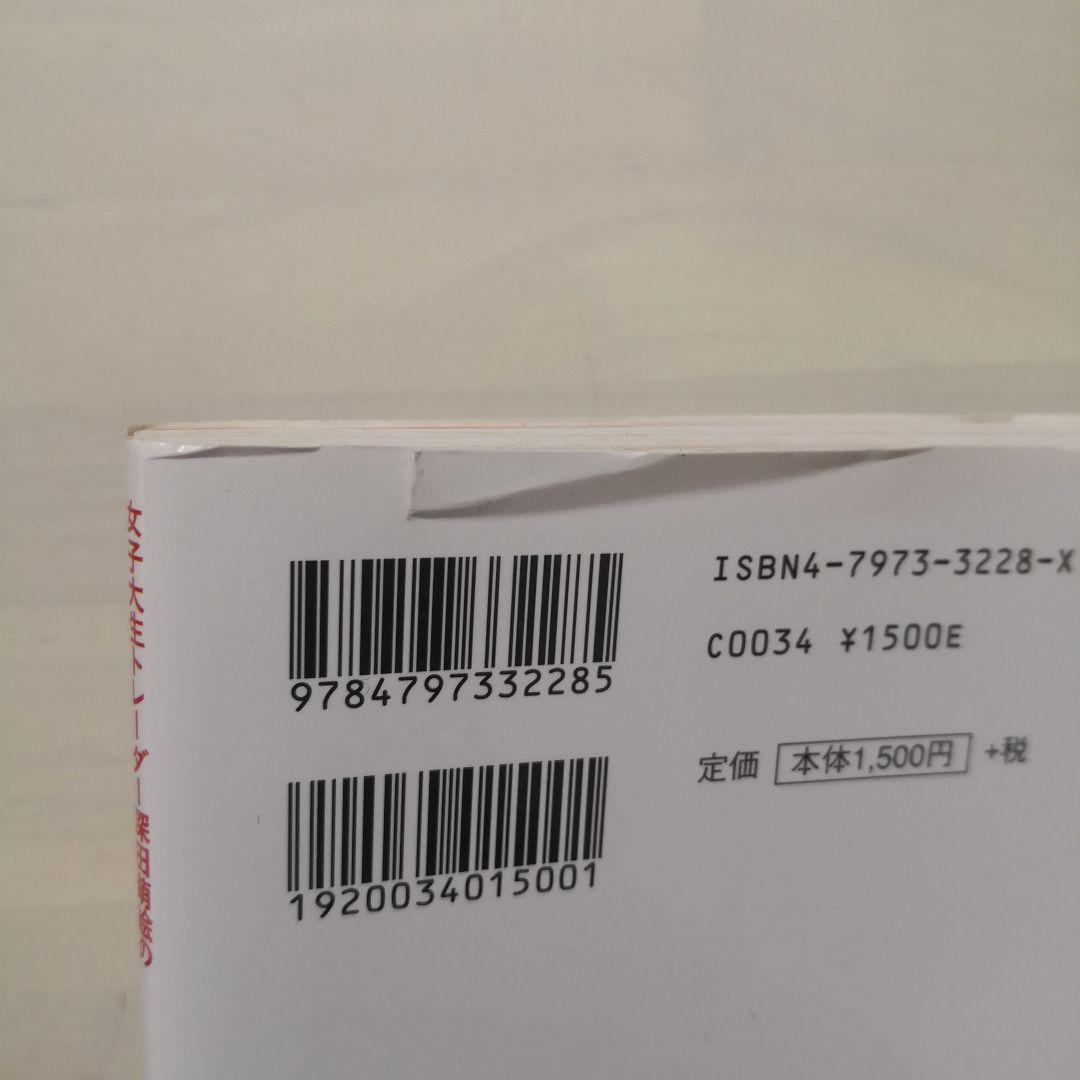 女子大生トレーダー深田萌絵の
9784797332285
1920034015001
ISBN4-7973-3228-X
C0034 ¥1500E
定価 本体1,500円 +税